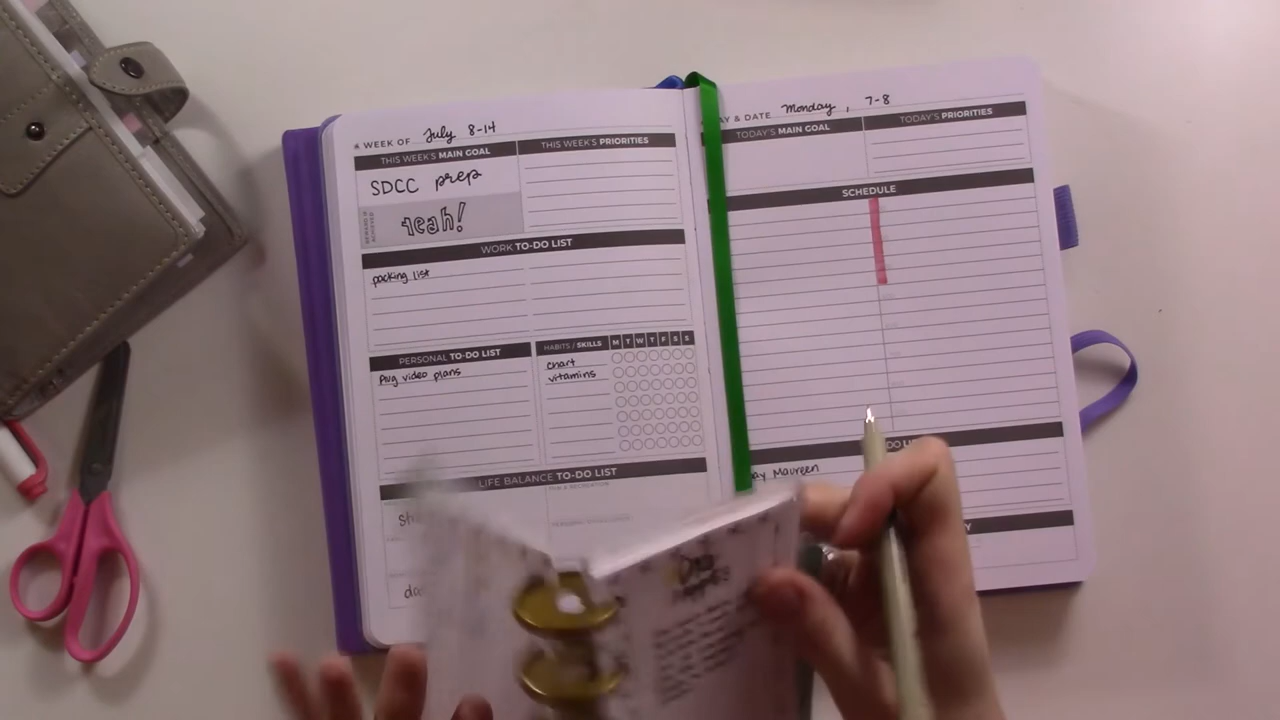 WEEK OF July 8-14
THIS WEEK'S MAIN GOAL
THIS WEEK'S PRIORITIES
SDCC prep
yeah!
WORK TO-DO LIST
packing list
PERSONAL TO-DO LIST
plug video plans
HABITS / SKILLS M T W T F S S
chart
vitamins
LIFE BALANCE TO-DO LIST
& DATE Monday, 7-8
TODAY'S MAIN GOAL
TODAY'S PRIORITIES
SCHEDULE
Maureen